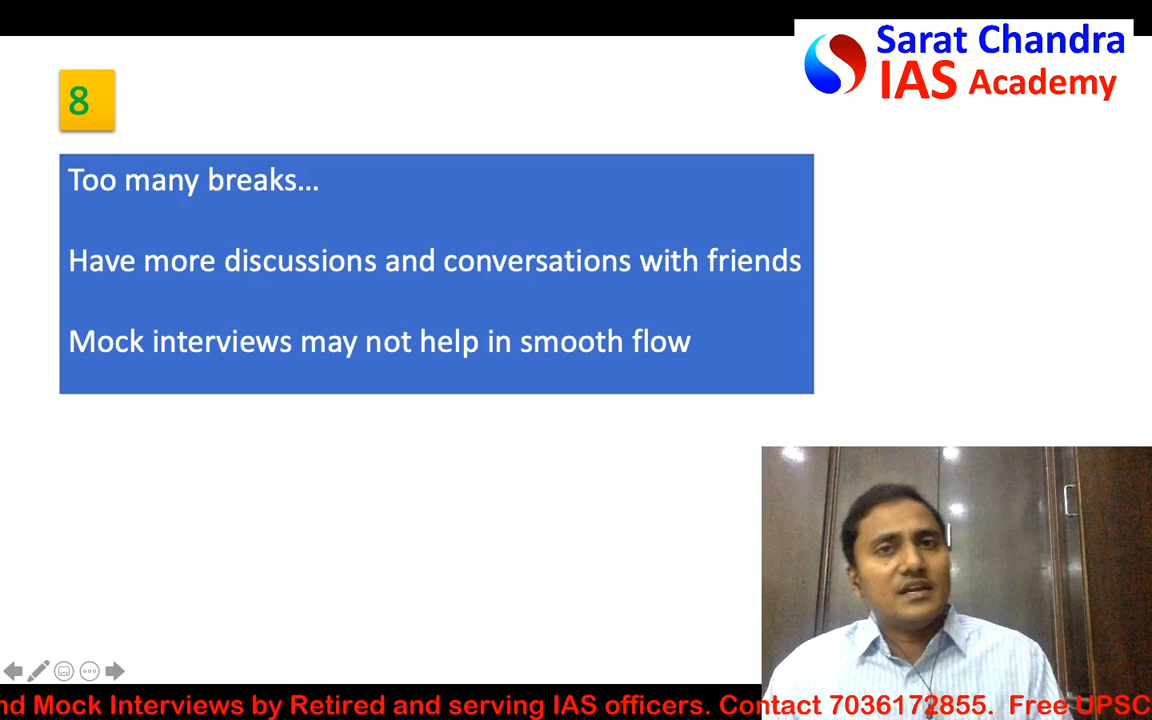 Sarat Chandra
IAS Academy
8
Too many breaks...
Have more discussions and conversations with friends
Mock interviews may not help in smooth flow
nd Mock Interviews by Retired and serving IAS officers. Contact 7036172855. Free UPSC